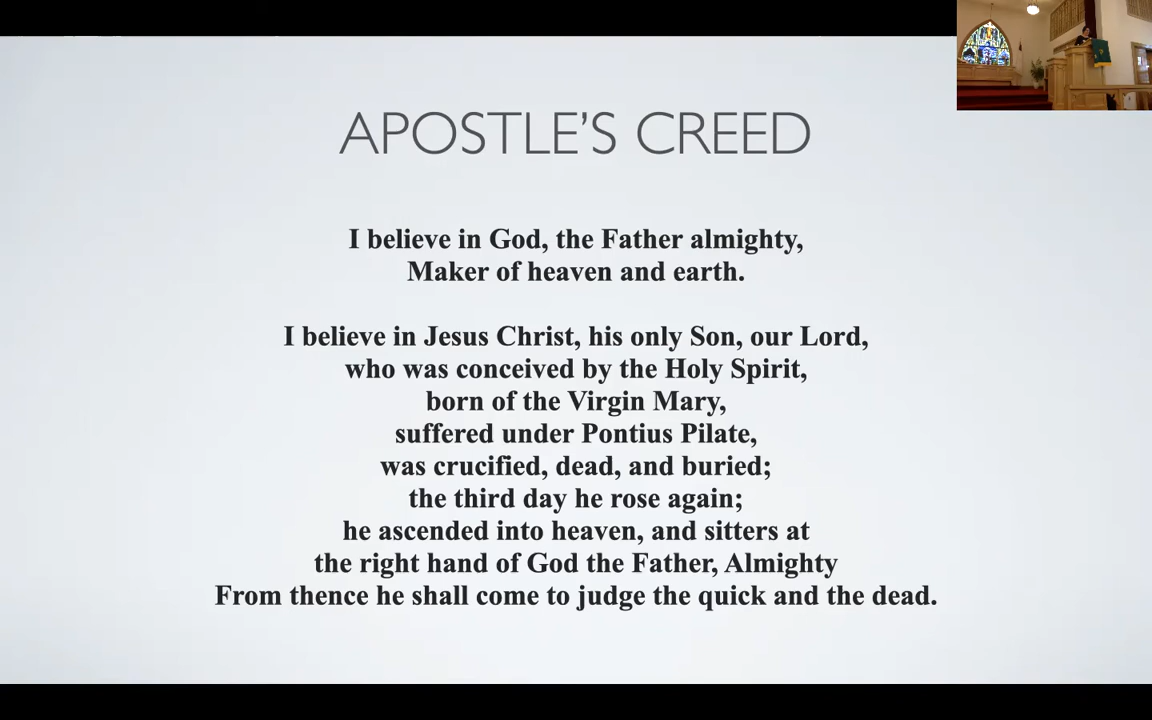 APOSTLE'S CREED
I believe in God, the Father almighty,
Maker of heaven and earth.
I believe in Jesus Christ, his only Son, our Lord,
who was conceived by the Holy Spirit,
born of the Virgin Mary,
suffered under Pontius Pilate,
was crucified, dead, and buried;
the third day he rose again;
he ascended into heaven, and sitters at
the right hand of God the Father, Almighty
From thence he shall come to judge the quick and the dead.